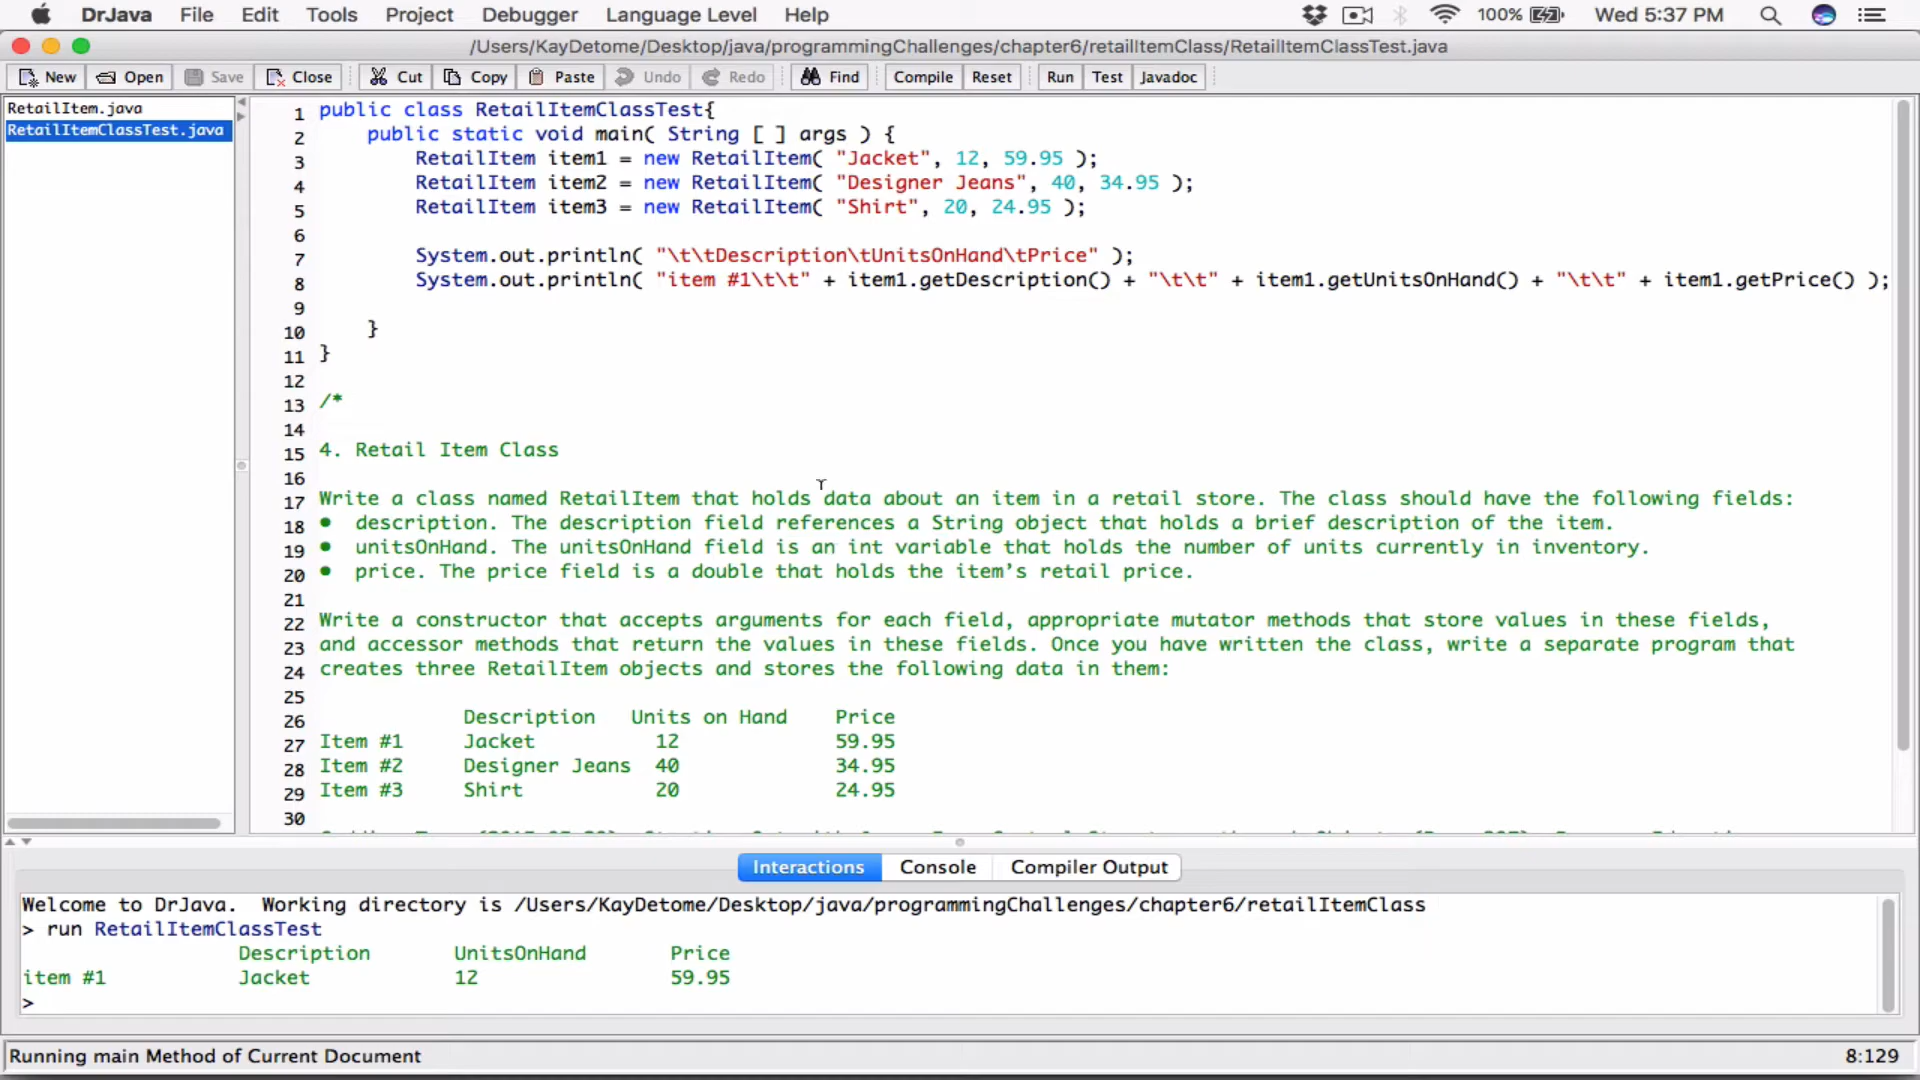 DrJava File Edit Tools Project Debugger Language Level Help 100% Wed 5:37 PM
/Users/KayDetome/Desktop/java/programmingChallenges/chapter6/retailItemClass/RetailItemClassTest.java
New Open Save Close Cut Copy Paste Undo Redo Find Compile Reset Run Test Javadoc
RetailItem.java
RetailItemClassTest.java
1 public class RetailItemClassTest{
2 public static void main( String [ ] args ) {
3 RetailItem item1 = new RetailItem( "Jacket", 12, 59.95 );
4 RetailItem item2 = new RetailItem( "Designer Jeans", 40, 34.95 );
5 RetailItem item3 = new RetailItem( "Shirt", 20, 24.95 );
6
7 System.out.println( "\t\tDescription\tUnitsOnHand\tPrice" );
8 System.out.println( "item #1\t\t" + item1.getDescription() + "\t\t" + item1.getUnitsOnHand() + "\t\t" + item1.getPrice() );
9
10 }
11 }
12
13 /*
14
15 4. Retail Item Class
16
17 Write a class named RetailItem that holds data about an item in a retail store. The class should have the following fields:
18 • description. The description field references a String object that holds a brief description of the item.
19 • unitsOnHand. The unitsOnHand field is an int variable that holds the number of units currently in inventory.
20 • price. The price field is a double that holds the item’s retail price.
21
22 Write a constructor that accepts arguments for each field, appropriate mutator methods that store values in these fields,
23 and accessor methods that return the values in these fields. Once you have written the class, write a separate program that
24 creates three RetailItem objects and stores the following data in them:
25
26 Description Units on Hand Price
27 Item #1 Jacket 12 59.95
28 Item #2 Designer Jeans 40 34.95
29 Item #3 Shirt 20 24.95
30
Interactions Console Compiler Output
Welcome to DrJava. Working directory is /Users/KayDetome/Desktop/java/programmingChallenges/chapter6/retailItemClass
> run RetailItemClassTest
Description UnitsOnHand Price
item #1 Jacket 12 59.95
>
Running main Method of Current Document 8:129